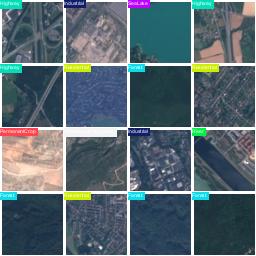 Highway
Industrial
SeaLake
Highway
Highway
Residential
Forest
Residential
PermanentCrop
Industrial
River
Forest
Residential
Forest
Forest